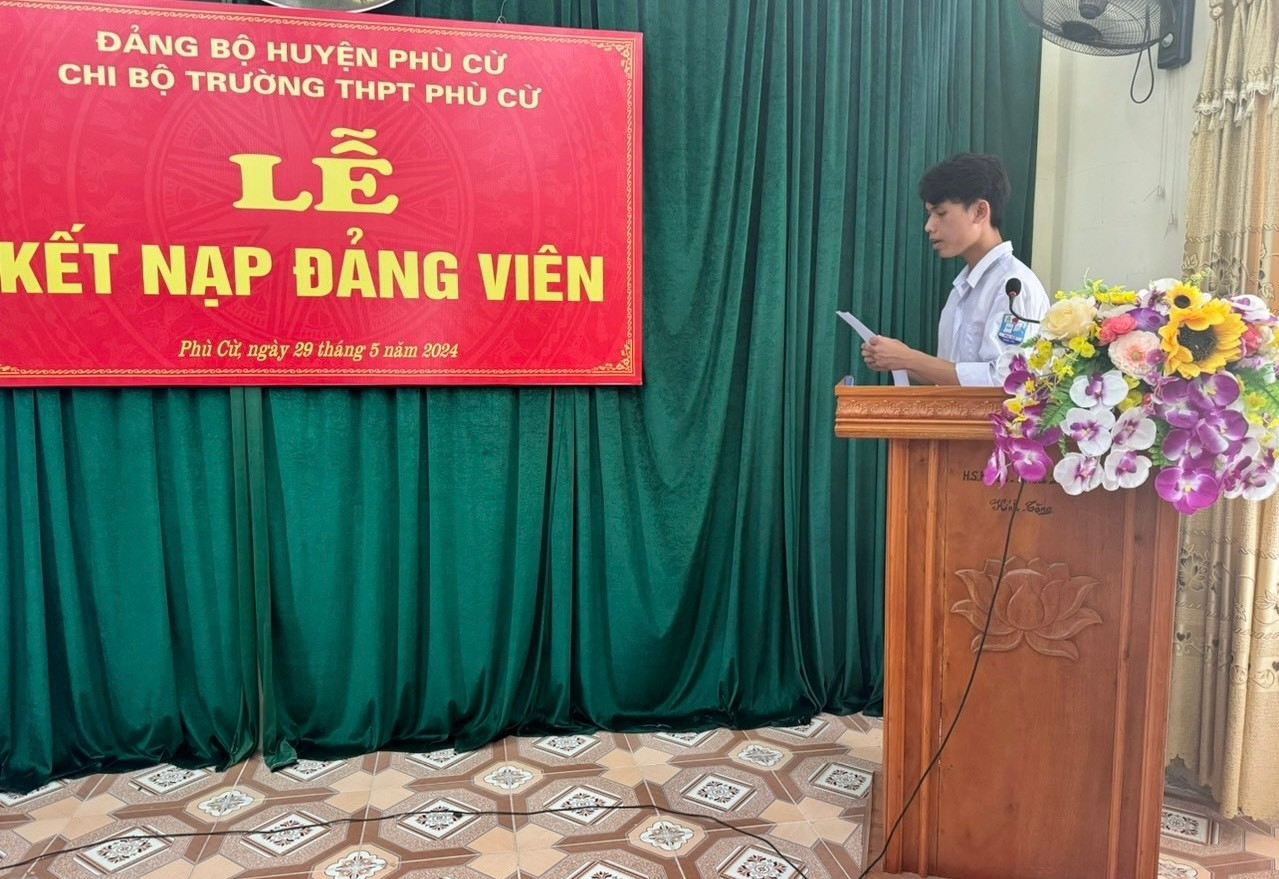 ĐẢNG BỘ HUYỆN PHÙ CỪ
CHI BỘ TRƯỜNG THPT PHÙ CỪ
LỄ
KẾT NẠP ĐẢNG VIÊN
Phù Cừ, ngày 29 tháng 5 năm 2024